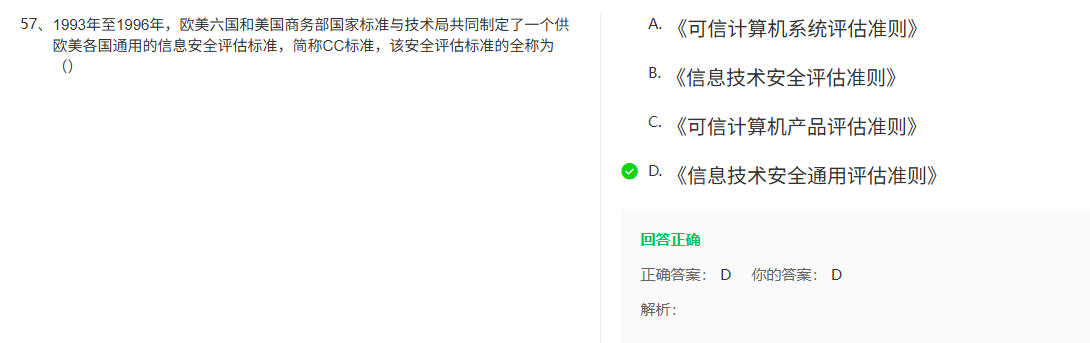 57、1993年至1996年，欧美六国和美国商务部国家标准与技术局共同制定了一个供
欧美各国通用的信息安全评估标准，简称CC标准，该安全评估标准的全称为
（）
A. 《可信计算机系统评估准则》
B. 《信息技术安全评估准则》
C. 《可信计算机产品评估准则》
D. 《信息技术安全通用评估准则》
回答正确
正确答案： D 你的答案： D
解析：